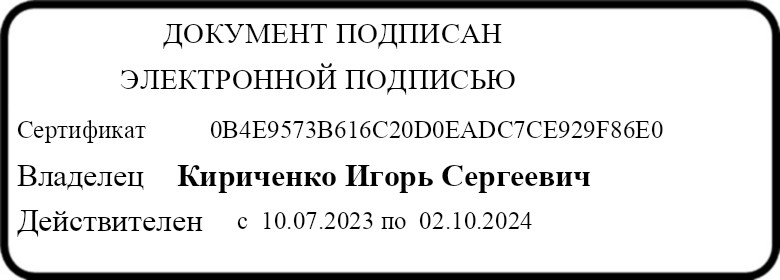 ДОКУМЕНТ ПОДПИСАН
ЭЛЕКТРОННОЙ ПОДПИСЬЮ
Сертификат 0B4E9573B616C20D0EADC7CE929F86E0
Владелец Кириченко Игорь Сергеевич
Действителен с 10.07.2023 по 02.10.2024